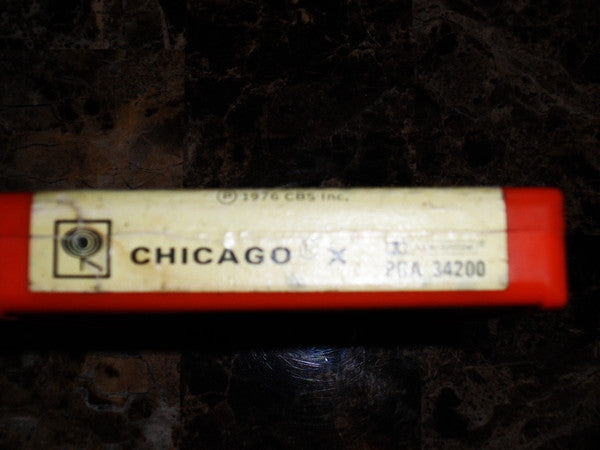 Ⓟ 1976 CBS Inc.
CHICAGO X
PCA 34200